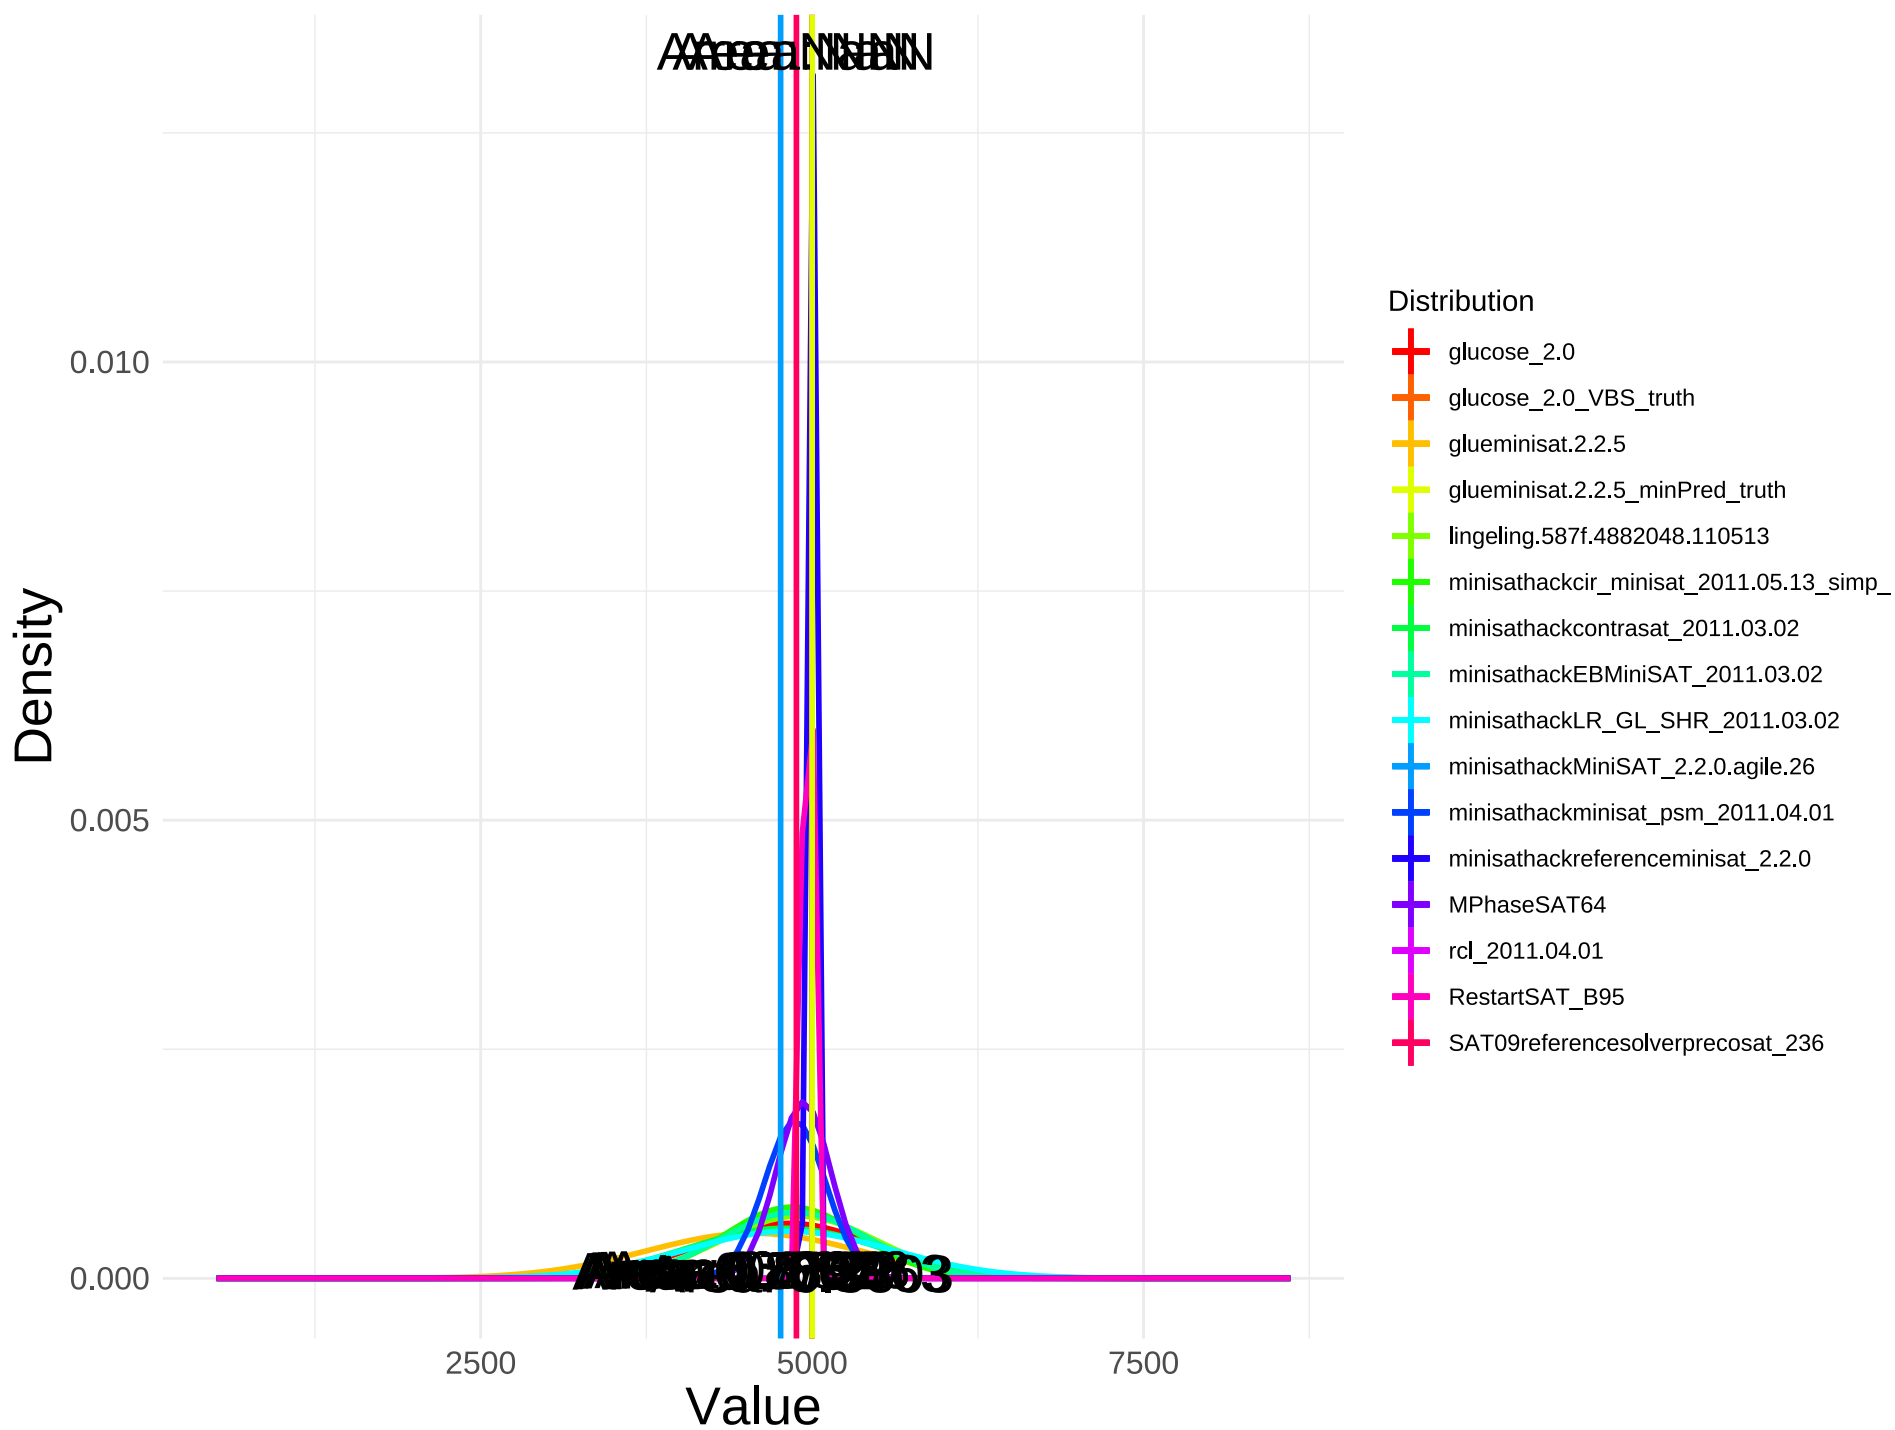 0.010
0.005
0.000
Density
2500 5000 7500
Value
Distribution
glucose_2.0
glucose_2.0_VBS_truth
glueminisat.2.2.5
glueminisat.2.2.5_minPred_truth
lingeling.587f.4882048.110513
minisathackcir_minisat_2011.05.13_simp_
minisathackcontrasat_2011.03.02
minisathackEBMiniSAT_2011.03.02
minisathackLR_GL_SHR_2011.03.02
minisathackMiniSAT_2.2.0.agile.26
minisathackminisat_psm_2011.04.01
minisathackreferenceminisat_2.2.0
MPhaseSAT64
rcl_2011.04.01
RestartSAT_B95
SAT09referencesolverprecosat_236